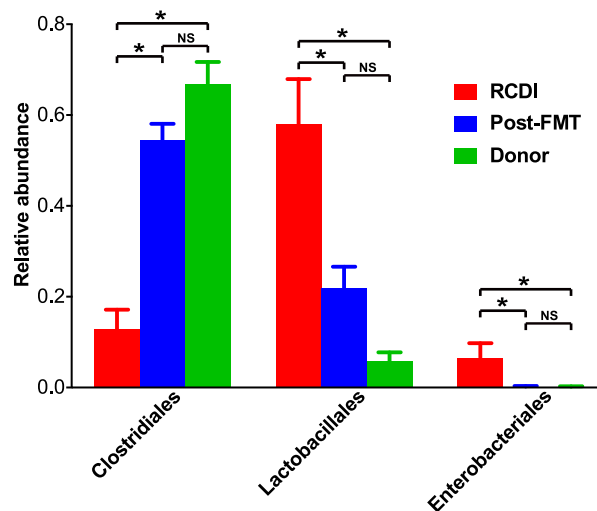 0.8
0.6
0.4
0.2
0.0
Relative abundance
* 
* NS
*
* NS
*
* NS
RCDI
Post-FMT
Donor
Clostridiales
Lactobacillales
Enterobacteriales